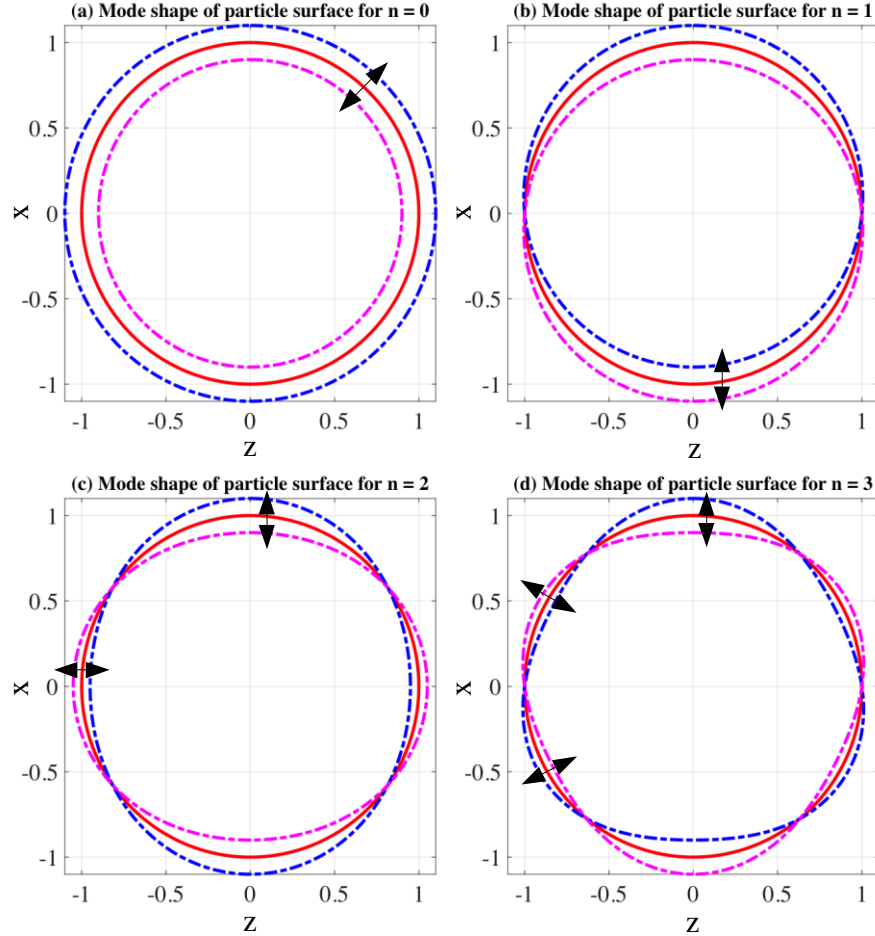 (a) Mode shape of particle surface for n = 0
1
0.5
0
-0.5
-1
X
-1 -0.5 0 0.5 1
Z
(b) Mode shape of particle surface for n = 1
1
0.5
0
-0.5
-1
X
-1 -0.5 0 0.5 1
Z
(c) Mode shape of particle surface for n = 2
1
0.5
0
-0.5
-1
X
-1 -0.5 0 0.5 1
Z
(d) Mode shape of particle surface for n = 3
1
0.5
0
-0.5
-1
X
-1 -0.5 0 0.5 1
Z